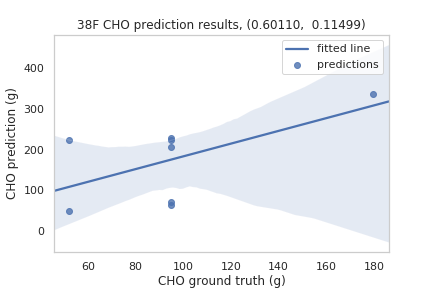 38F CHO prediction results, (0.60110,  0.11499)
fitted line
predictions
CHO prediction (g)
400
300
200
100
0
60 80 100 120 140 160 180
CHO ground truth (g)